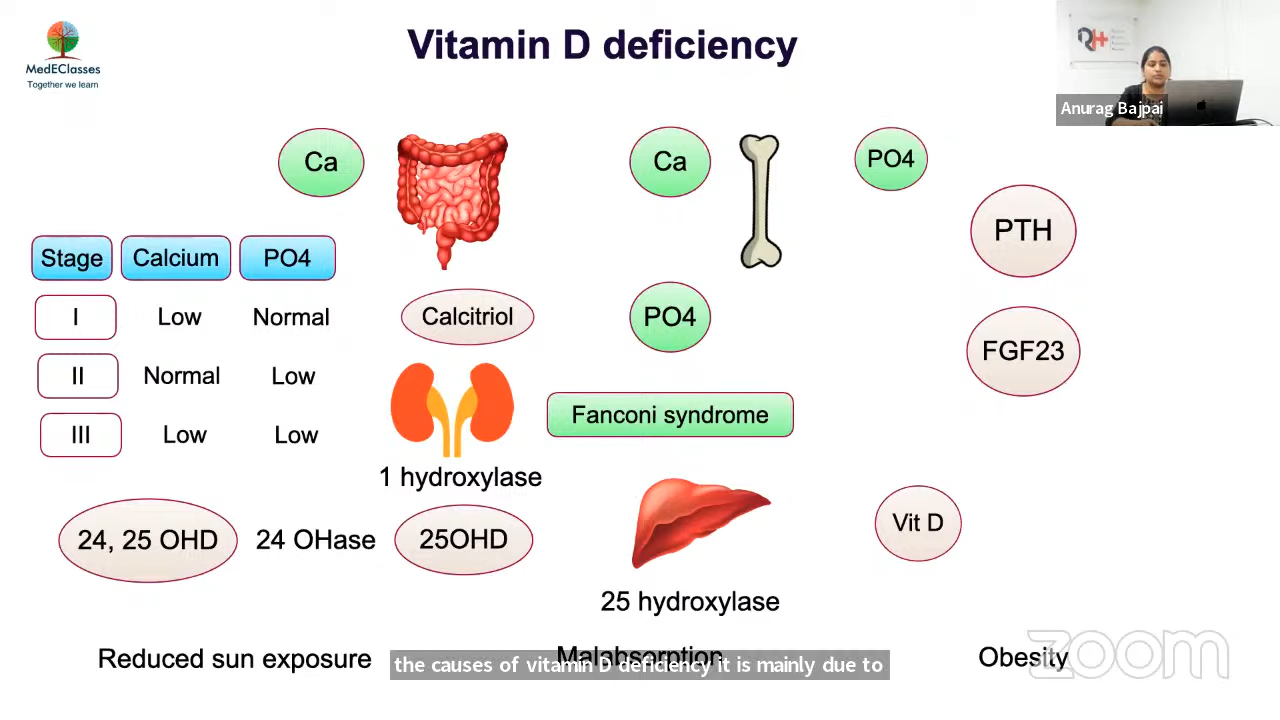 MedEClasses
Together we learn
Vitamin D deficiency
Anurag Bajpai
Ca
Ca
PO4
PTH
Stage Calcium PO4
I Low Normal
Calcitriol
PO4
FGF23
II Normal Low
III Low Low
Fanconi syndrome
1 hydroxylase
24, 25 OHD 24 OHase 25OHD
Vit D
25 hydroxylase
Reduced sun exposure
Malabsorption
Obesity
the causes of vitamin D deficiency it is mainly due to
zoom